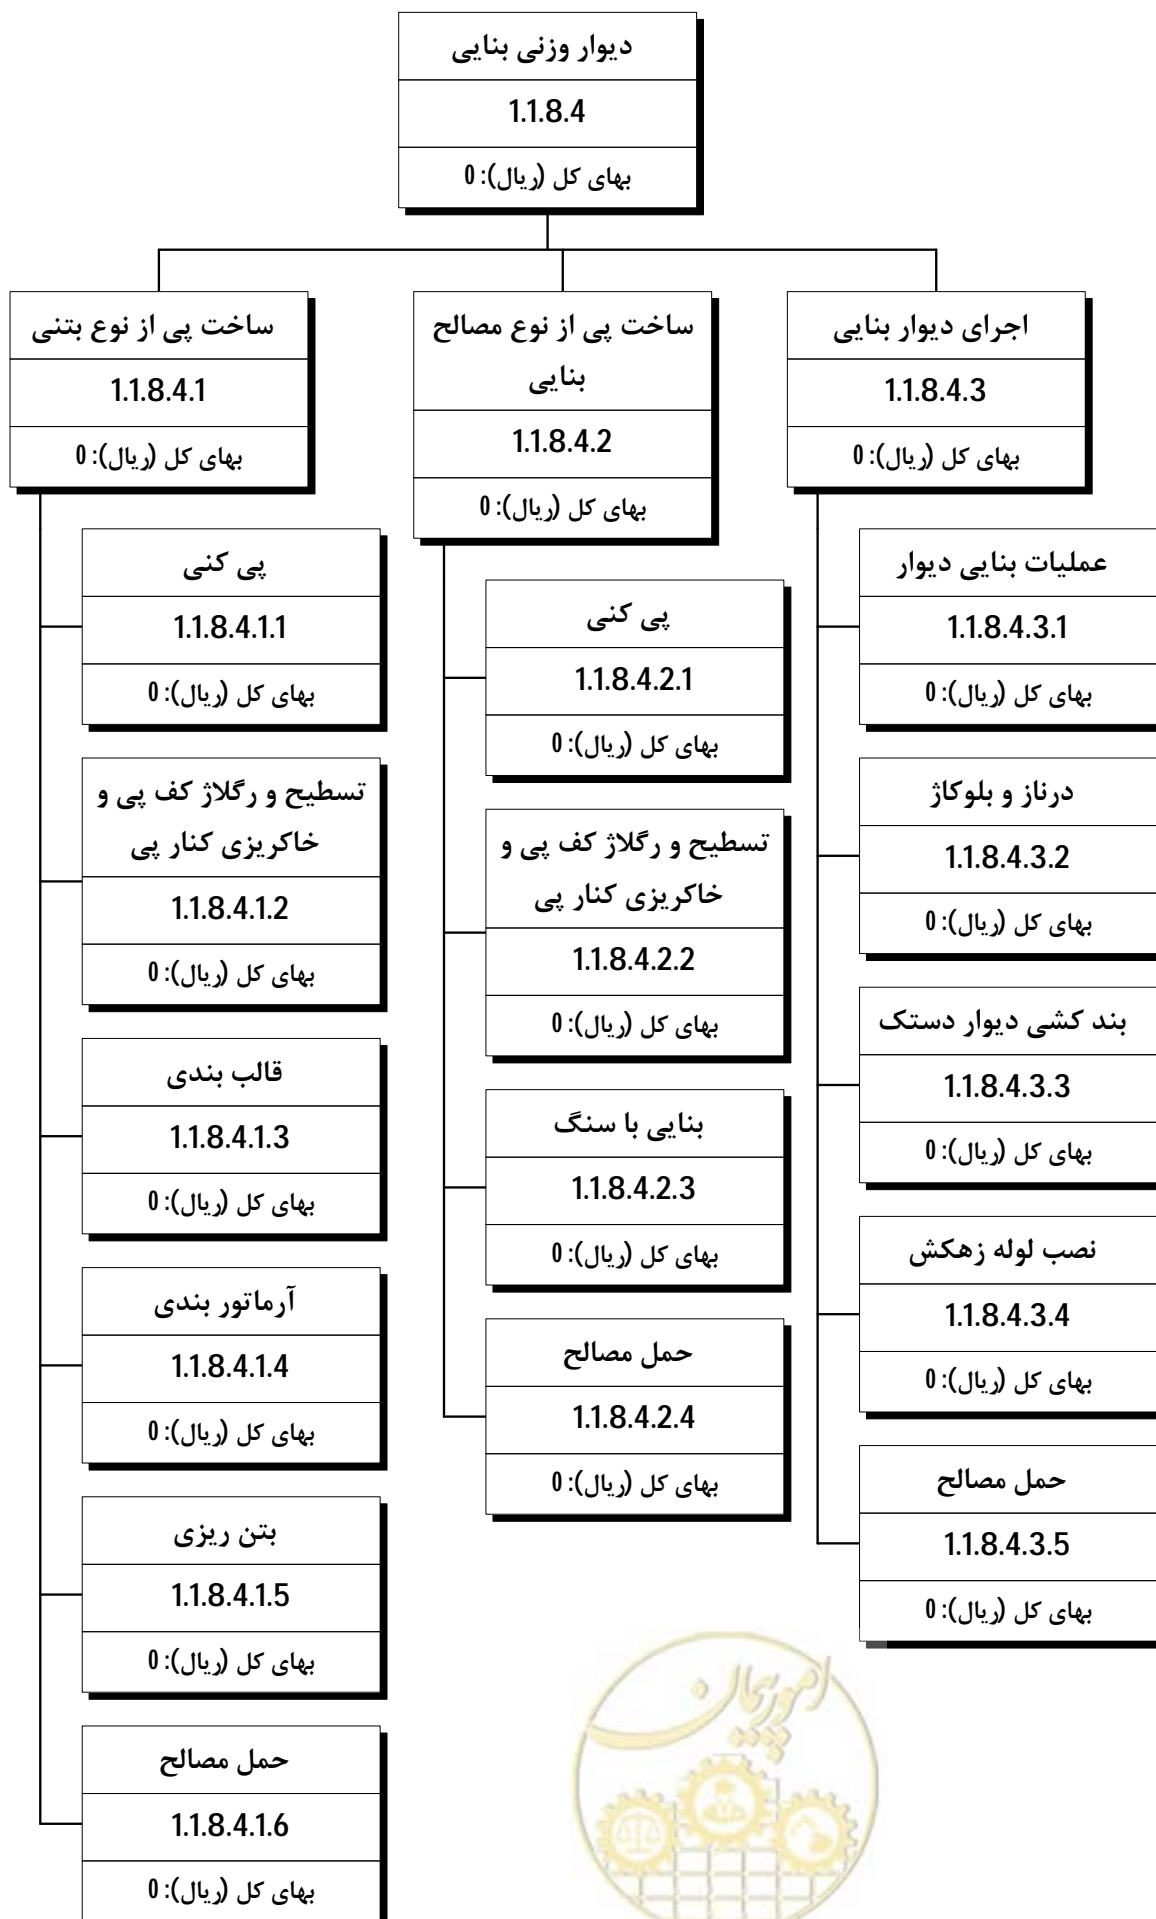 دیوار وزنی بنایی
1.1.8.4
بهای کل (ریال): 0
ساخت پی از نوع بتنی
1.1.8.4.1
بهای کل (ریال): 0
پی کنی
1.1.8.4.1.1
بهای کل (ریال): 0
تسطیح و رگلاژ کف پی و
خاکریزی کنار پی
1.1.8.4.1.2
بهای کل (ریال): 0
قالب بندی
1.1.8.4.1.3
بهای کل (ریال): 0
آرماتور بندی
1.1.8.4.1.4
بهای کل (ریال): 0
بتن ریزی
1.1.8.4.1.5
بهای کل (ریال): 0
حمل مصالح
1.1.8.4.1.6
بهای کل (ریال): 0
ساخت پی از نوع مصالح
بنایی
1.1.8.4.2
بهای کل (ریال): 0
پی کنی
1.1.8.4.2.1
بهای کل (ریال): 0
تسطیح و رگلاژ کف پی و
خاکریزی کنار پی
1.1.8.4.2.2
بهای کل (ریال): 0
بنایی با سنگ
1.1.8.4.2.3
بهای کل (ریال): 0
حمل مصالح
1.1.8.4.2.4
بهای کل (ریال): 0
اجرای دیوار بنایی
1.1.8.4.3
بهای کل (ریال): 0
عملیات بنایی دیوار
1.1.8.4.3.1
بهای کل (ریال): 0
درناز و بلوکاژ
1.1.8.4.3.2
بهای کل (ریال): 0
بند کشی دیوار دستک
1.1.8.4.3.3
بهای کل (ریال): 0
نصب لوله زهکش
1.1.8.4.3.4
بهای کل (ریال): 0
حمل مصالح
1.1.8.4.3.5
بهای کل (ریال): 0
امور پیمان